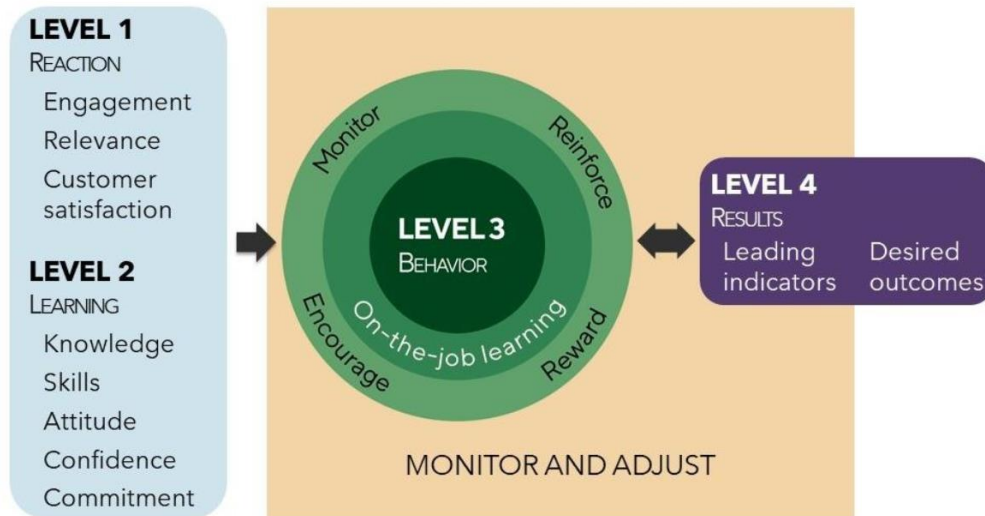 LEVEL 1
REACTION
Engagement
Relevance
Customer
satisfaction
LEVEL 2
LEARNING
Knowledge
Skills
Attitude
Confidence
Commitment
Monitor
Reinforce
Encourage
Reward
LEVEL 3
BEHAVIOR
On-the-job learning
MONITOR AND ADJUST
LEVEL 4
RESULTS
Leading
indicators
Desired
outcomes